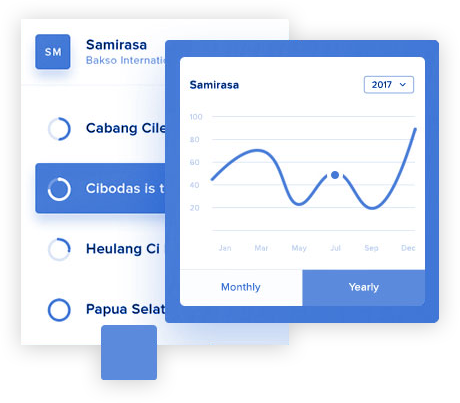 SM
Samirasa
Bakso Internati
Cabang Cile
Cibodas is t
Heulang Ci
Papua Selat
Samirasa
2017
100
80
60
40
20
Jan Mar May Jul Sep Dec
Monthly Yearly